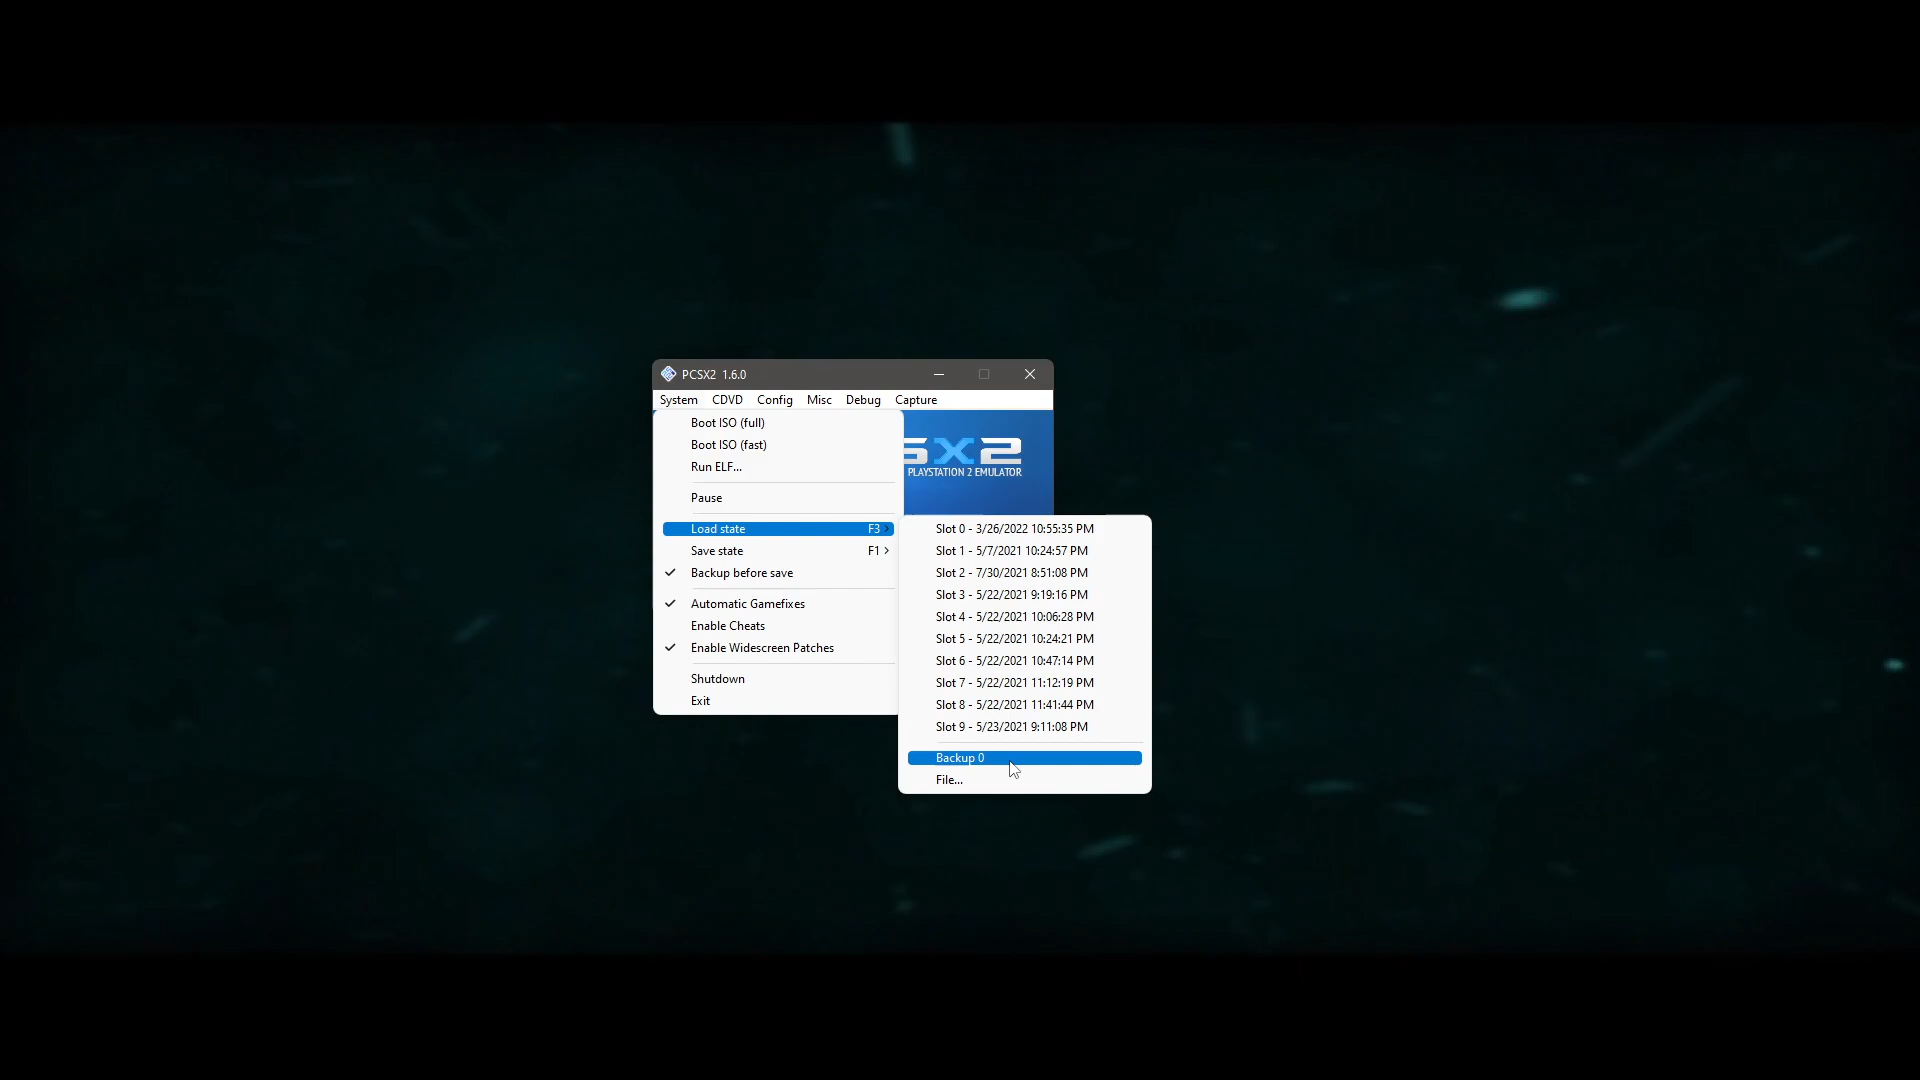 PCSX2 1.6.0
System CDVD Config Misc Debug Capture
Boot ISO (full)
Boot ISO (fast)
Run ELF...
SX2
PLAYSTATION 2 EMULATOR
Pause
Load state F3
Save state F1
Backup before save
Automatic Gamefixes
Enable Cheats
Enable Widescreen Patches
Shutdown
Exit
Slot 0 - 3/26/2022 10:55:35 PM
Slot 1 - 5/7/2021 10:24:57 PM
Slot 2 - 7/30/2021 8:51:08 PM
Slot 3 - 5/22/2021 9:19:16 PM
Slot 4 - 5/22/2021 10:06:28 PM
Slot 5 - 5/22/2021 10:24:21 PM
Slot 6 - 5/22/2021 10:47:14 PM
Slot 7 - 5/22/2021 11:12:19 PM
Slot 8 - 5/22/2021 11:41:44 PM
Slot 9 - 5/23/2021 9:11:08 PM
Backup 0
File...